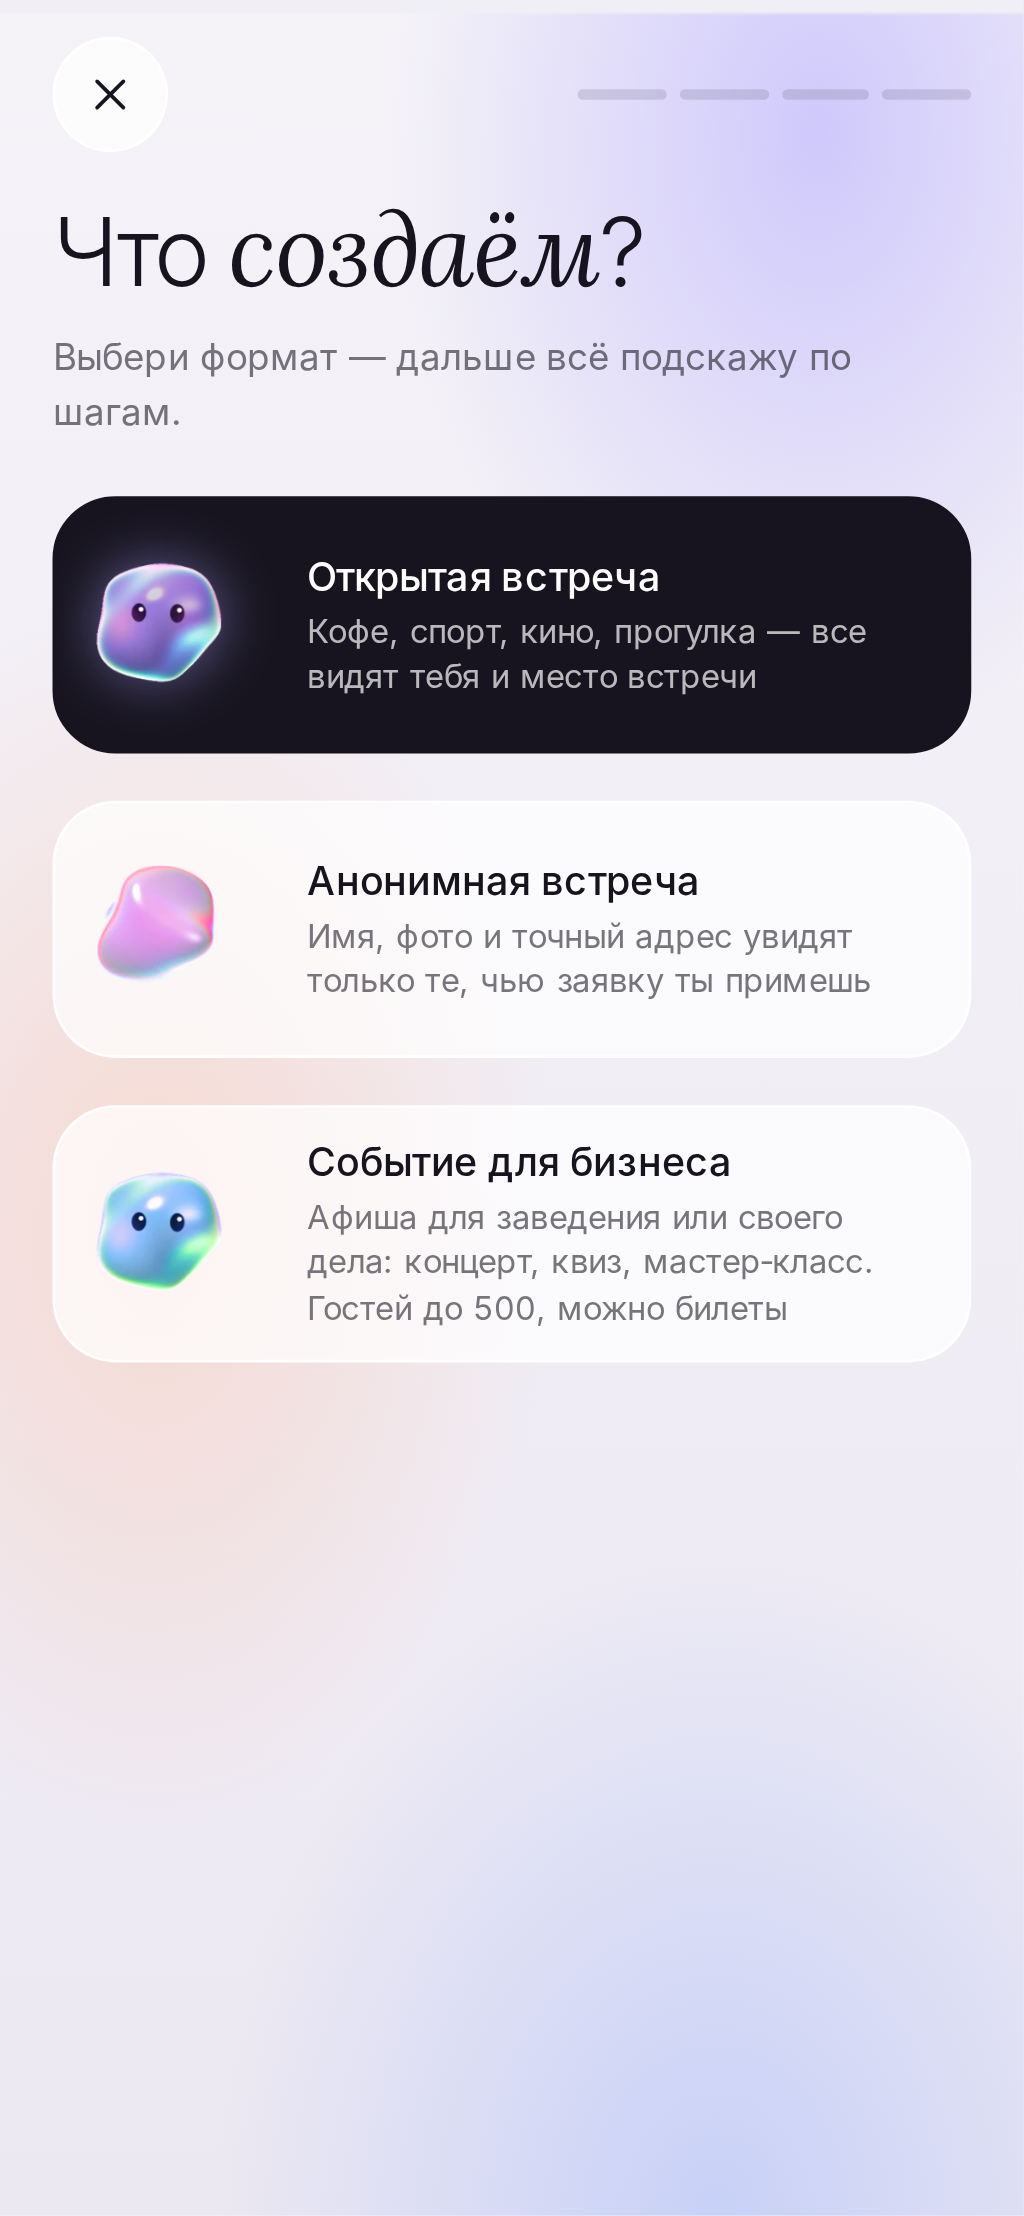 Что создаём?
Выбери формат — дальше всё подскажу по
шагам.
Открытая встреча
Кофе, спорт, кино, прогулка — все
видят тебя и место встречи
Анонимная встреча
Имя, фото и точный адрес увидят
только те, чью заявку ты примешь
Событие для бизнеса
Афиша для заведения или своего
дела: концерт, квиз, мастер-класс.
Гостей до 500, можно билеты